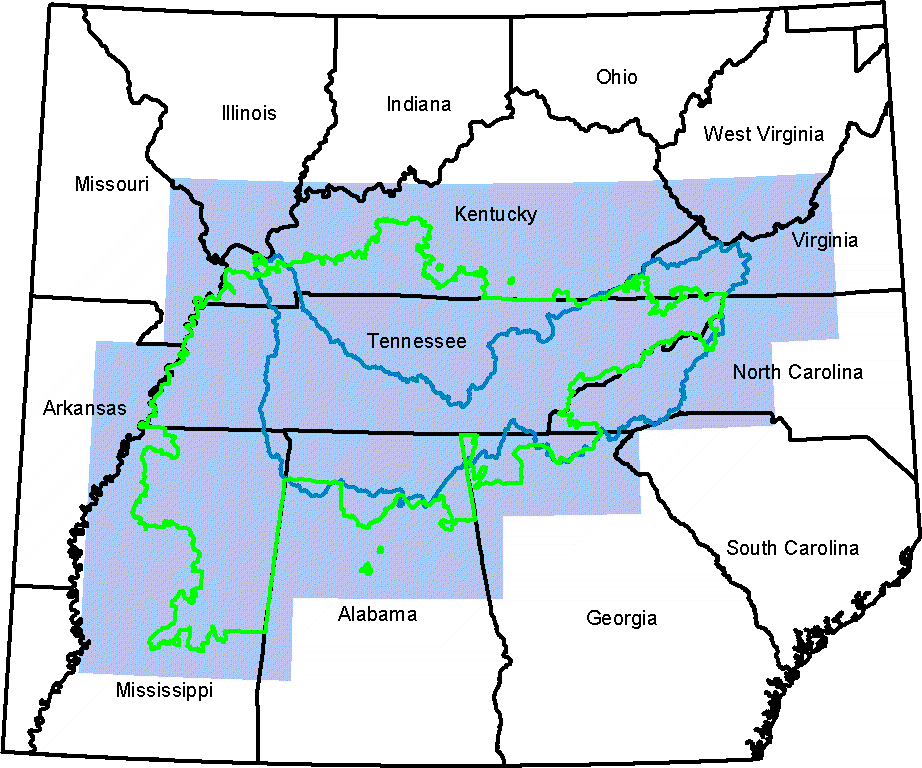 Ohio
Indiana
Illinois
West Virginia
Missouri
Kentucky
Virginia
Tennessee
North Carolina
Arkansas
South Carolina
Alabama
Georgia
Mississippi